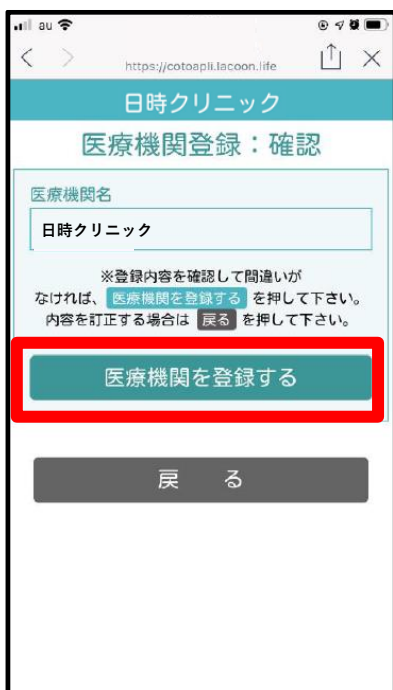 au
https://cotoapli.lacoon.life
日時クリニック
医療機関登録：確認
医療機関名
日時クリニック
※登録内容を確認して間違いが
なければ、 医療機関を登録する を押して下さい。
内容を訂正する場合は 戻る を押して下さい。
医療機関を登録する
戻　る